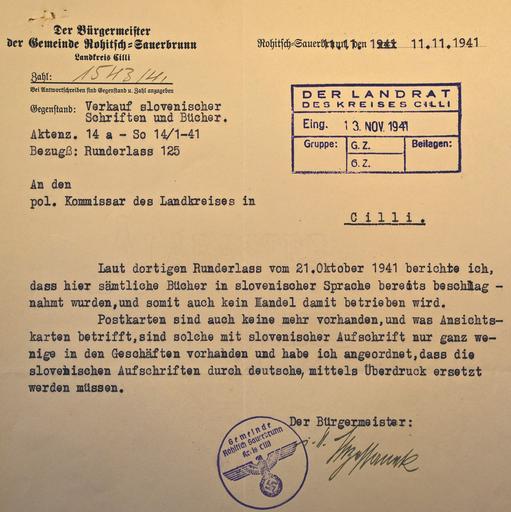 Der Bürgermeister
der Gemeinde Rohitsch-Sauerbrunn
Landkreis Cilli
Zahl: 1543/41.
Bei Antwortschreiben sind Gegenstand u. Zahl anzugeben
Gegenstand: Verkauf slovenischer
Schriften und Bücher.
Aktenz. 14 a - So 14/1-41
Bezugß: Runderlass 125
11.11.1941
DER LANDRAT
DES KREISES CILLI
Eing. 13. NOV. 1941
Gruppe: G. Z. Beilagen:
G. Z.
An den
pol. Kommissar des Landkreises in
Cilli.
Laut dortigen Runderlass vom 21.Oktober 1941 berichte ich,
dass hier sämtliche Bücher in slovenischer Sprache bereits beschlag -
nahmt wurden,und somit auch kein Handel damit betrieben wird.
Postkarten sind auch keine mehr vorhanden,und was Ansichts-
karten betrifft,sind solche mit slovenischer Aufschrift nur ganz we-
nige in den Geschäften vorhanden und habe ich angeordnet,dass die
slovenischen Aufschriften durch deutsche, mittels Überdruck ersetzt
werden müssen.
Der Bürgermeister:
Gemeinde
Rohitsch Sauerbrunn
Kreis Cilli